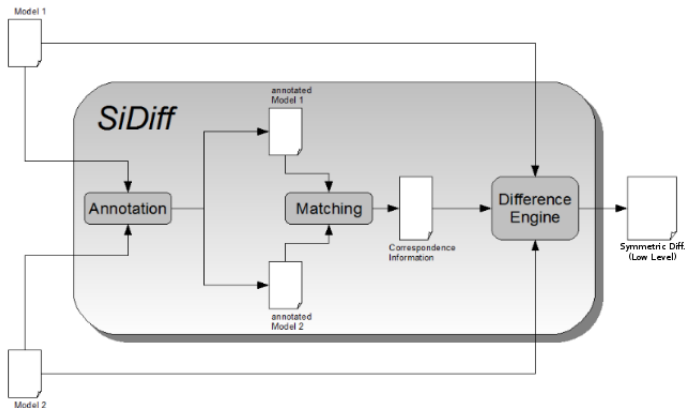 Model 1
SiDiff
annotated
Model 1
Annotation
Matching
Difference
Engine
Correspondence
Information
Symmetric Diff.
(Low Level)
annotated
Model 2
Model 2